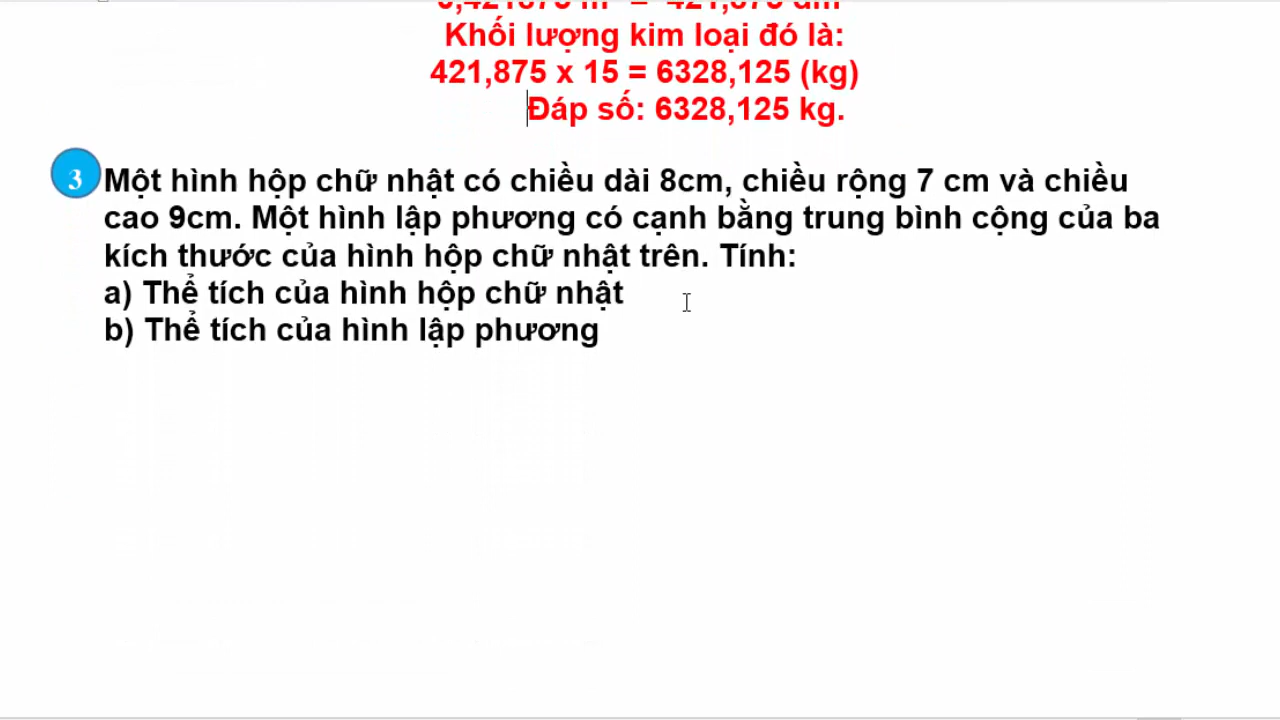 Khối lượng kim loại đó là:
421,875 x 15 = 6328,125 (kg)
Đáp số: 6328,125 kg.
3 Một hình hộp chữ nhật có chiều dài 8cm, chiều rộng 7 cm và chiều
cao 9cm. Một hình lập phương có cạnh bằng trung bình cộng của ba
kích thước của hình hộp chữ nhật trên. Tính:
a) Thể tích của hình hộp chữ nhật
b) Thể tích của hình lập phương